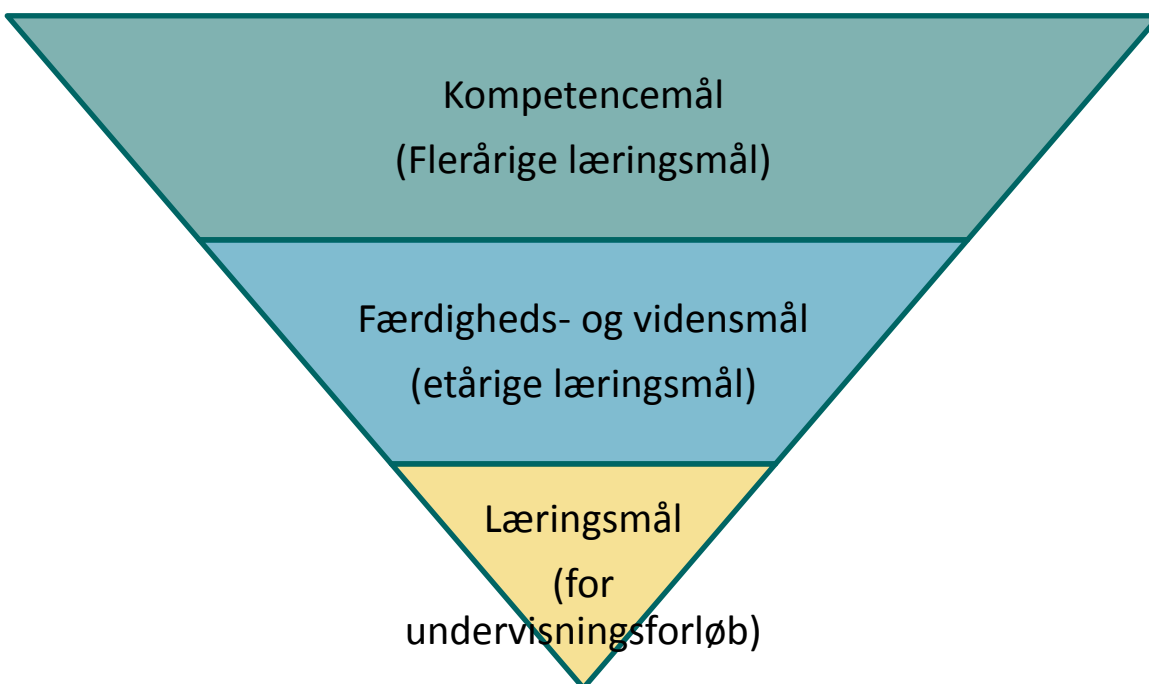 Kompetencemål
(Flerårige læringsmål)
Færdigheds- og vidensmål
(etårige læringsmål)
Læringsmål
(for
undervisningsforløb)